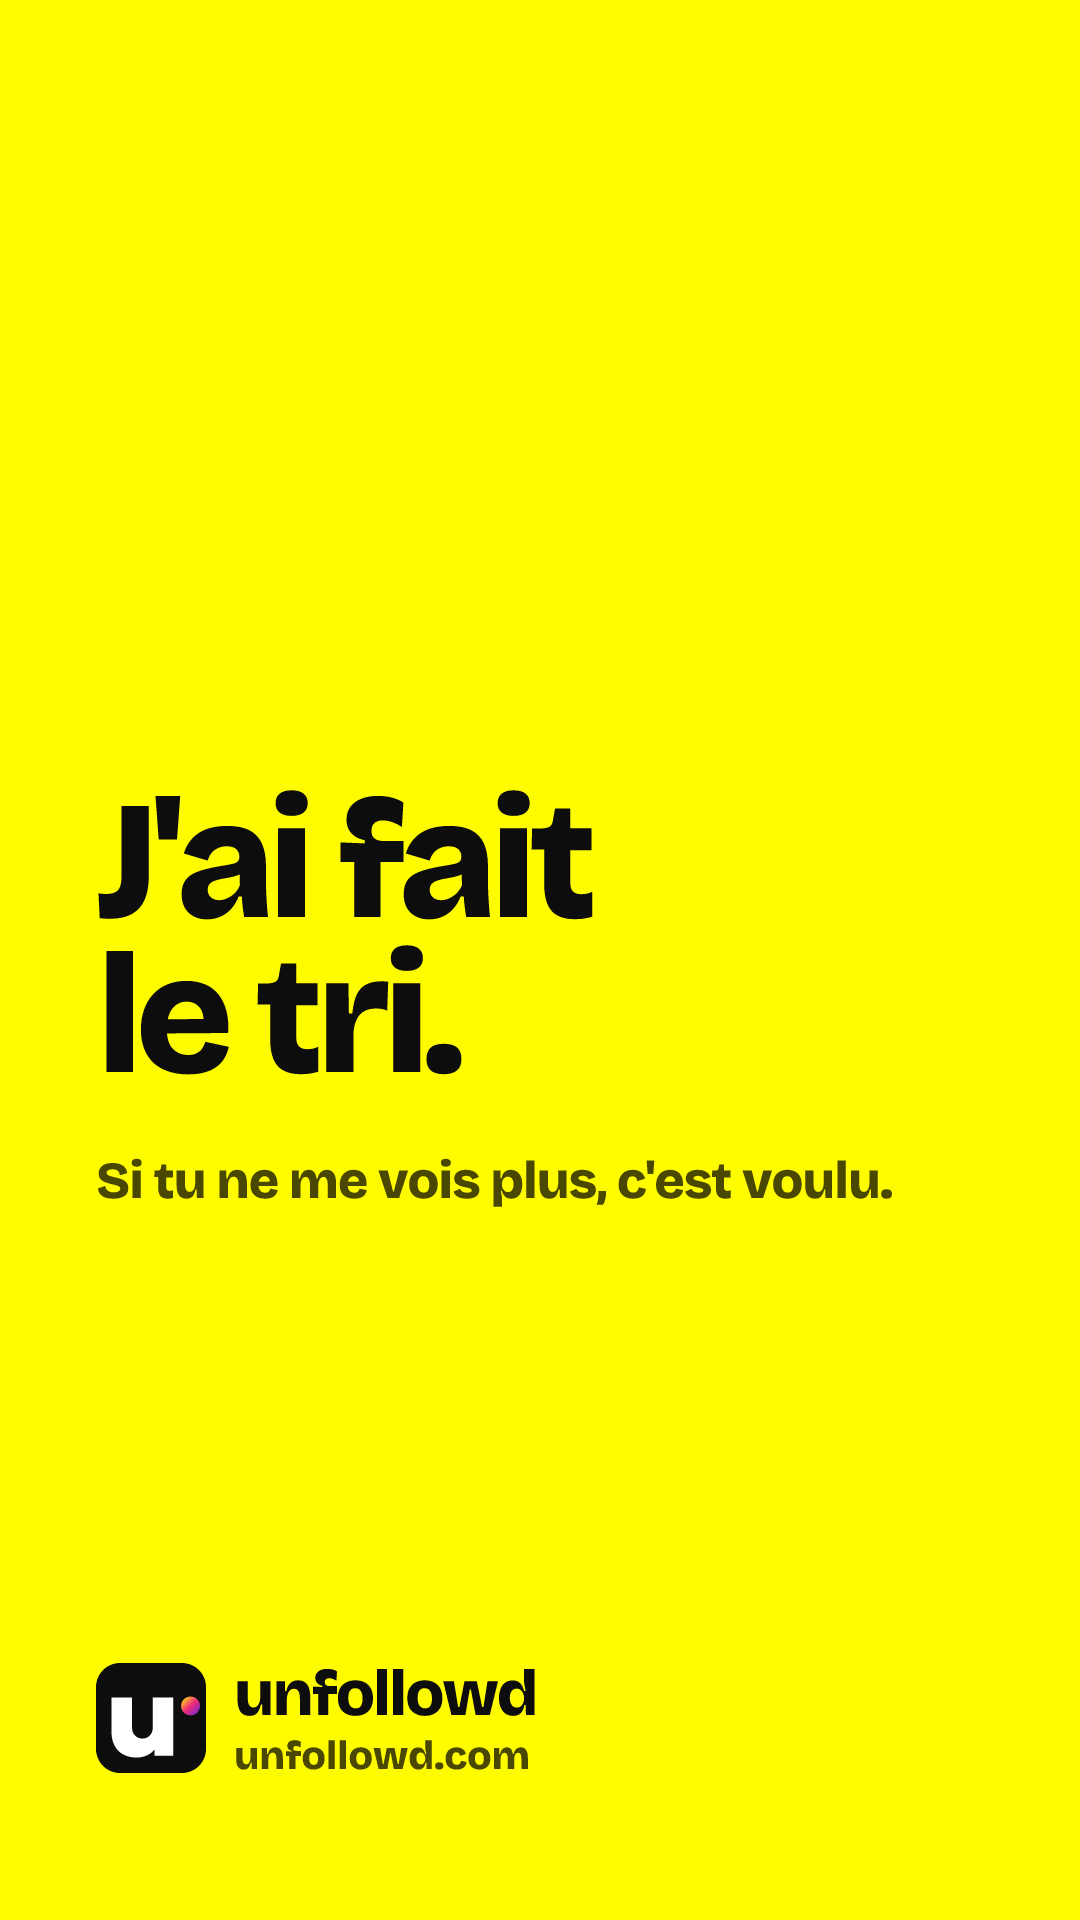 J'ai fait
le tri.
Si tu ne me vois plus, c'est voulu.
u
unfollowd
unfollowd.com